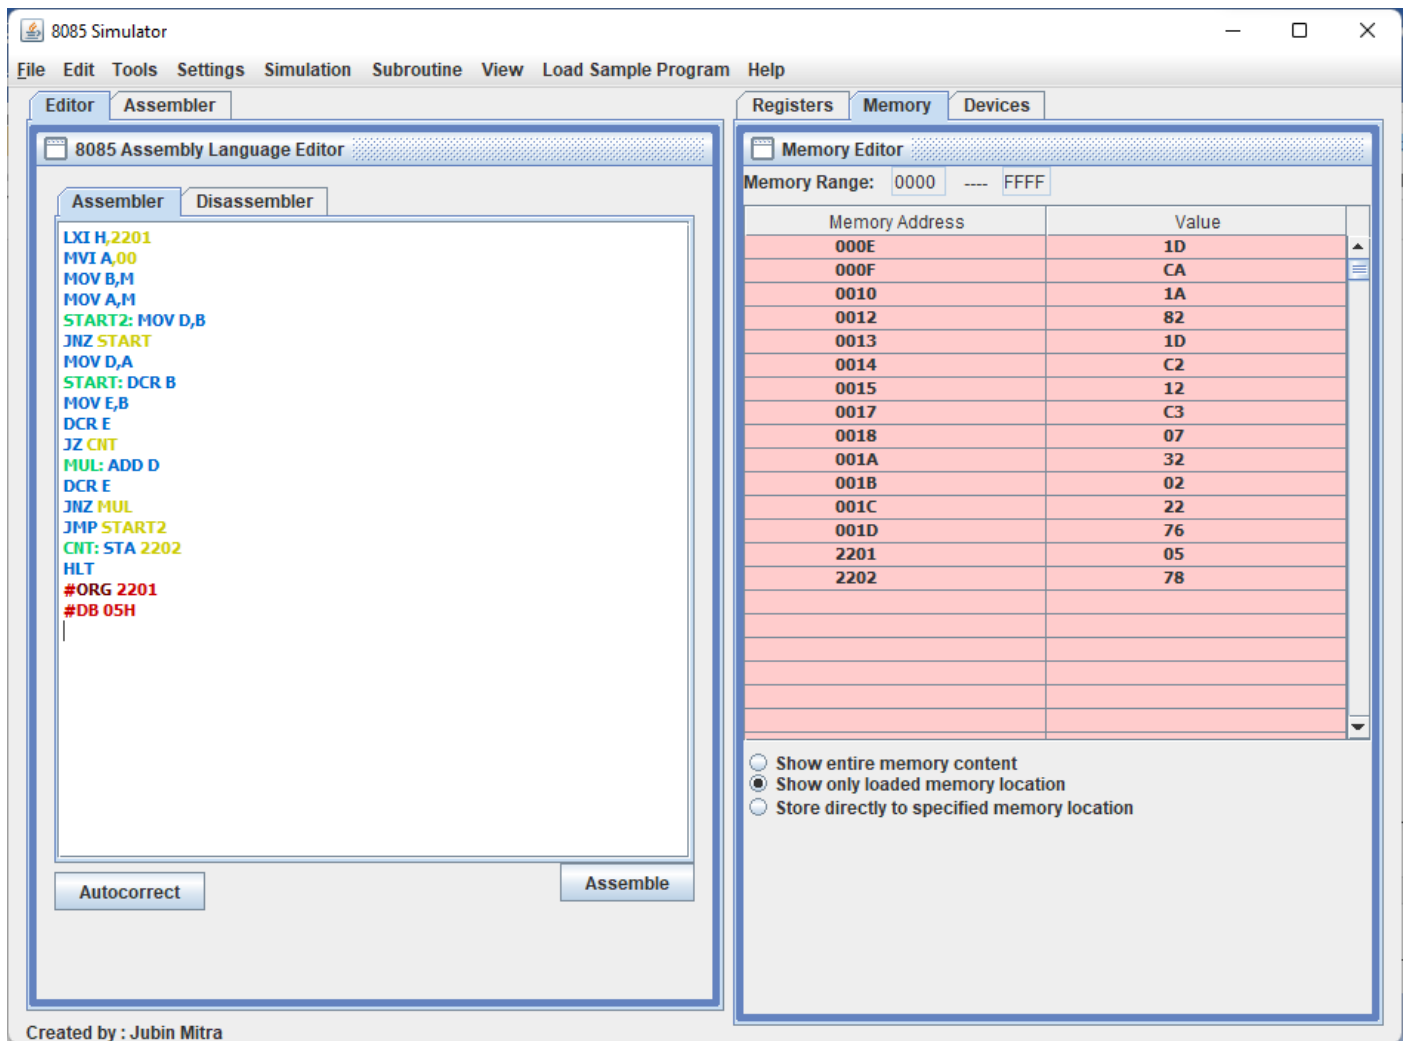 8085 Simulator
File Edit Tools Settings Simulation Subroutine View Load Sample Program Help
Editor Assembler
8085 Assembly Language Editor
Assembler Disassembler
LXI H,2201
MVI A,00
MOV B,M
MOV A,M
START2: MOV D,B
JNZ START
MOV D,A
START: DCR B
MOV E,B
DCR E
JZ CNT
MUL: ADD D
DCR E
JNZ MUL
JMP START2
CNT: STA 2202
HLT
#ORG 2201
#DB 05H
Autocorrect
Assemble
Registers Memory Devices
Memory Editor
Memory Range: 0000 ---- FFFF
Memory Address Value
000E 1D
000F CA
0010 1A
0012 82
0013 1D
0014 C2
0015 12
0017 C3
0018 07
001A 32
001B 02
001C 22
001D 76
2201 05
2202 78
Show entire memory content
Show only loaded memory location
Store directly to specified memory location
Created by : Jubin Mitra